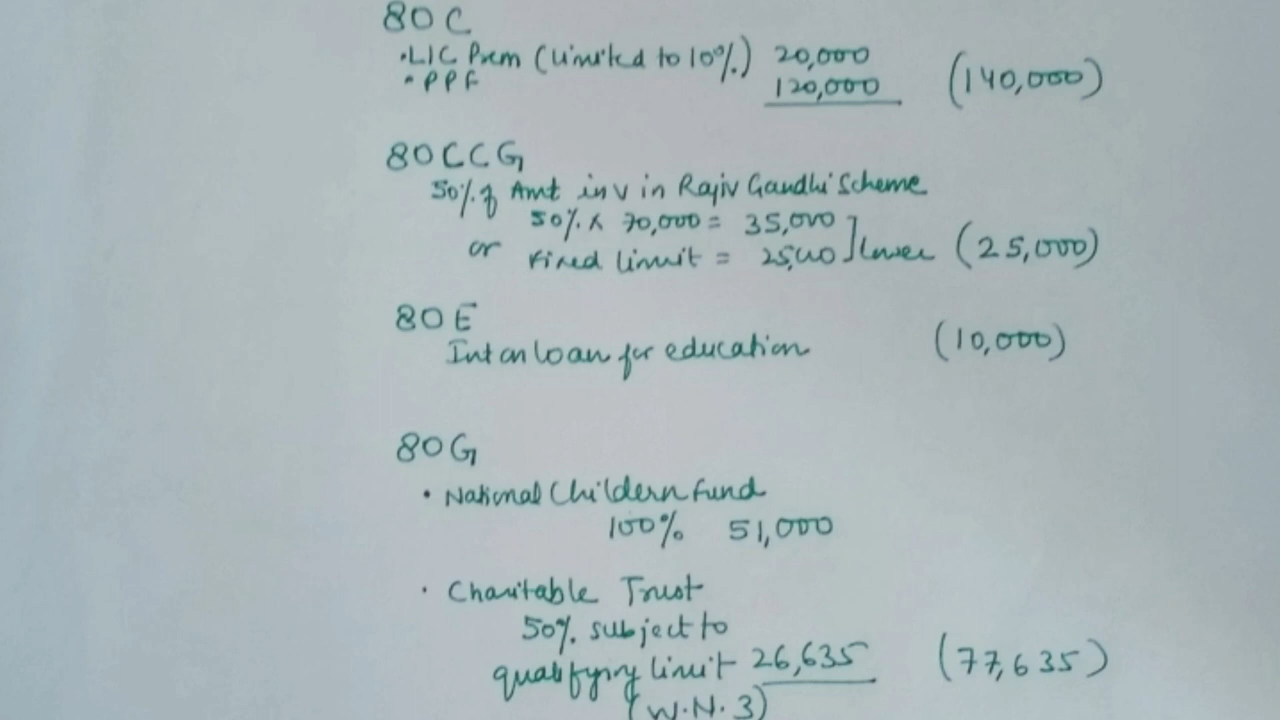 80C
•LIC Prem (limited to 10%) 20,000
•PPF 120,000 (140,000)
80CCG
50% of Amt inv in Rajiv Gandhi Scheme
50% x 70,000 = 35,000
or Fixed limit = 25,000 ] lower (25,000)
80E
Int on loan for education (10,000)
80G
• National Childern Fund
100% 51,000
• Charitable Trust
50% subject to
qualifying limit 26,635 (77,635)
(W.N.3)